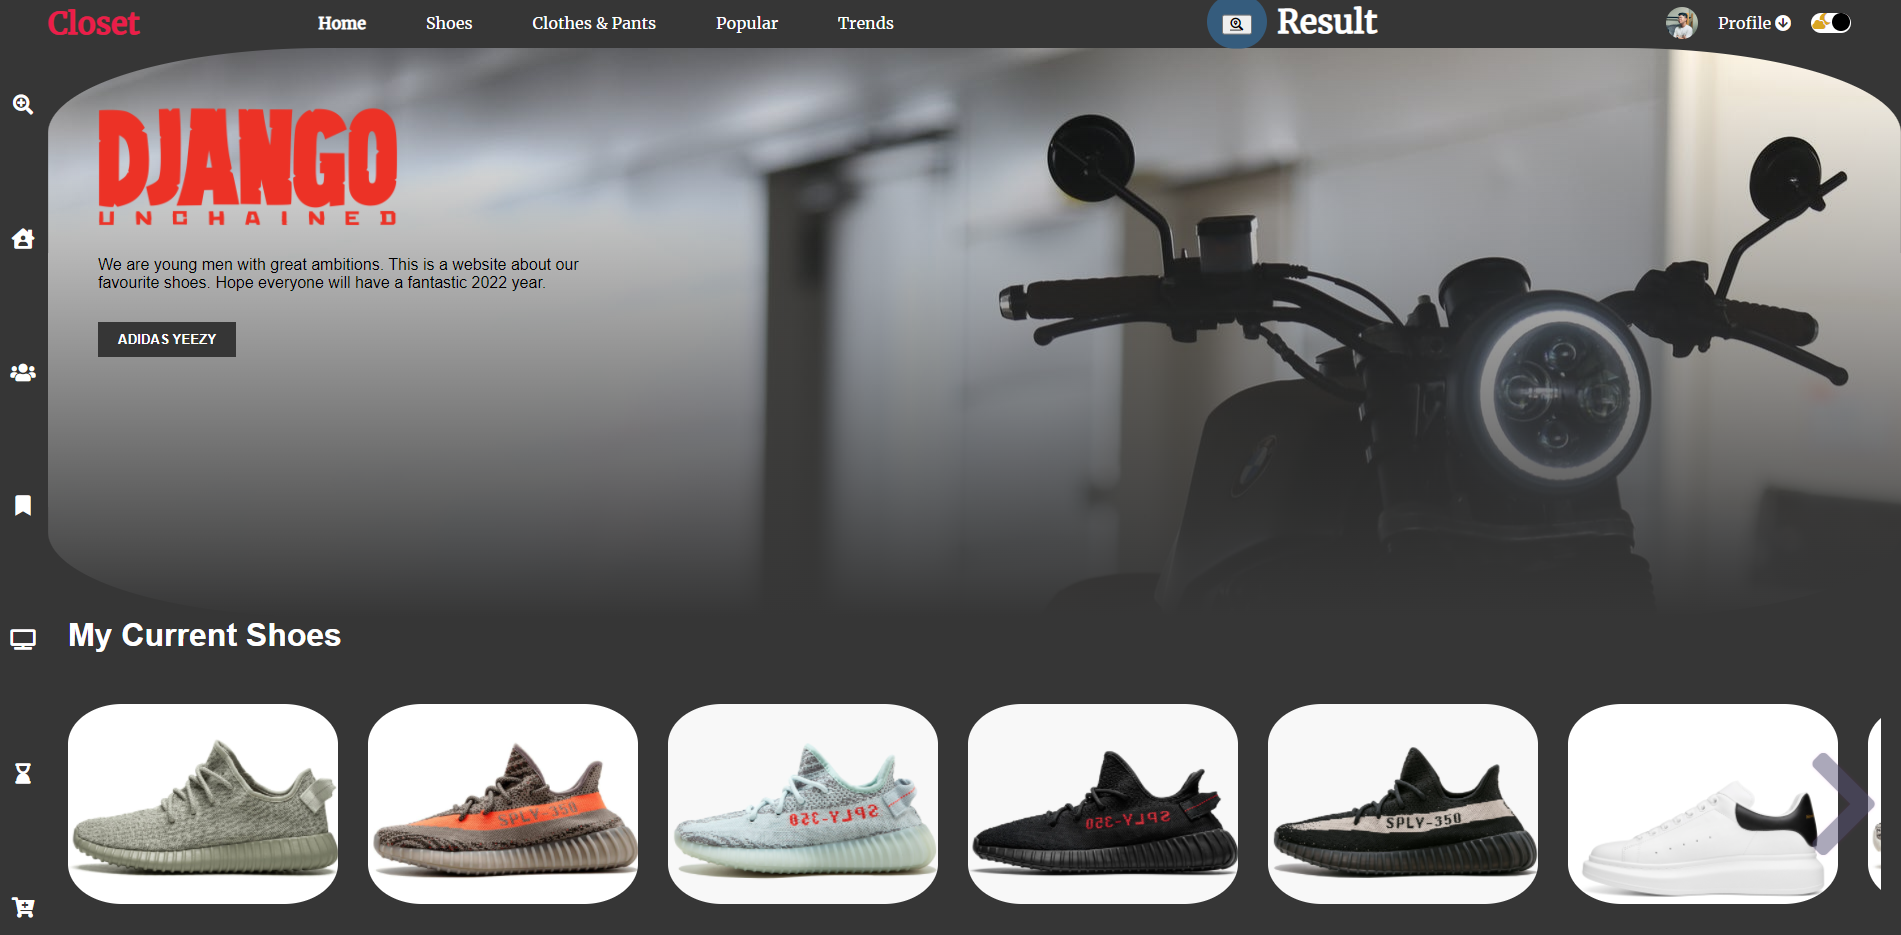 Closet
Home
Shoes
Clothes & Pants
Popular
Trends
Result
Profile
DJANGO
UNCHAINED
We are young men with great ambitions. This is a website about our
favourite shoes. Hope everyone will have a fantastic 2022 year.
ADIDAS YEEZY
My Current Shoes
SPLY-350
SPLY-350
SPLY-350
SPLY-350